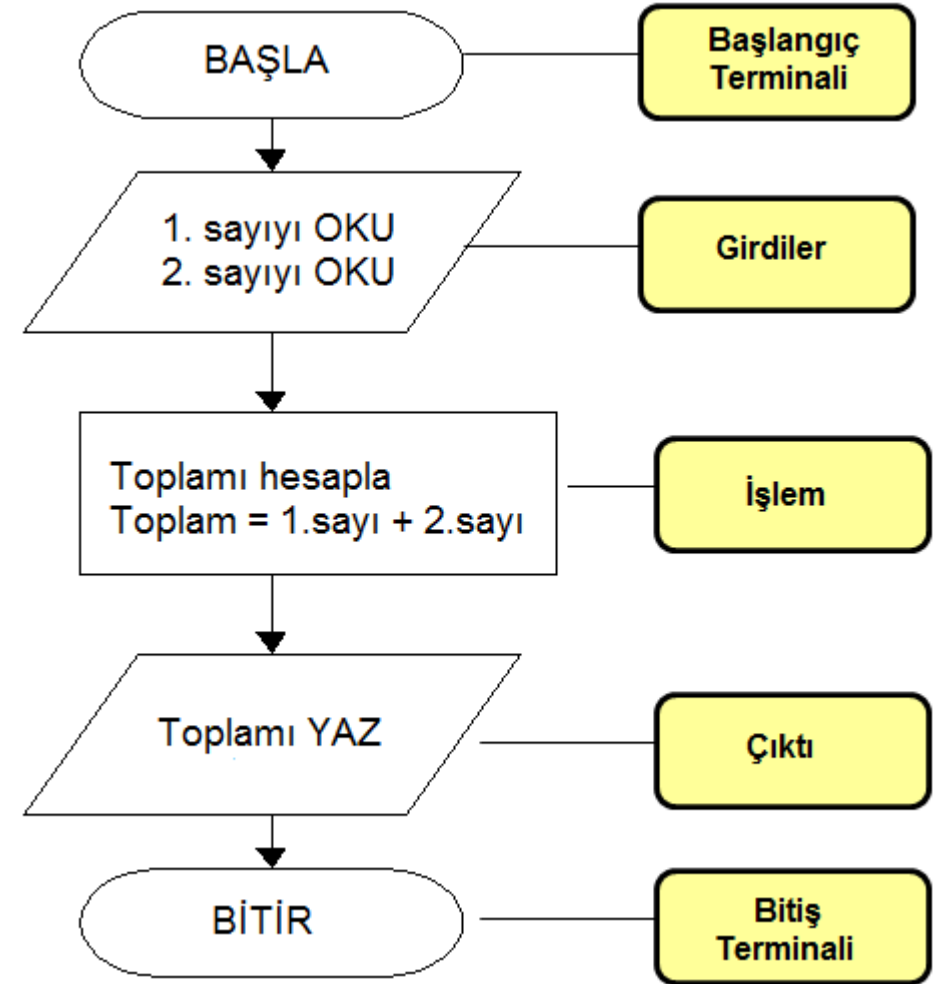 BAŞLA
Başlangıç
Terminali
1. sayıyı OKU
2. sayıyı OKU
Girdiler
Toplamı hesapla
Toplam = 1.sayı + 2.sayı
İşlem
Toplamı YAZ
Çıktı
BİTİR
Bitiş
Terminali